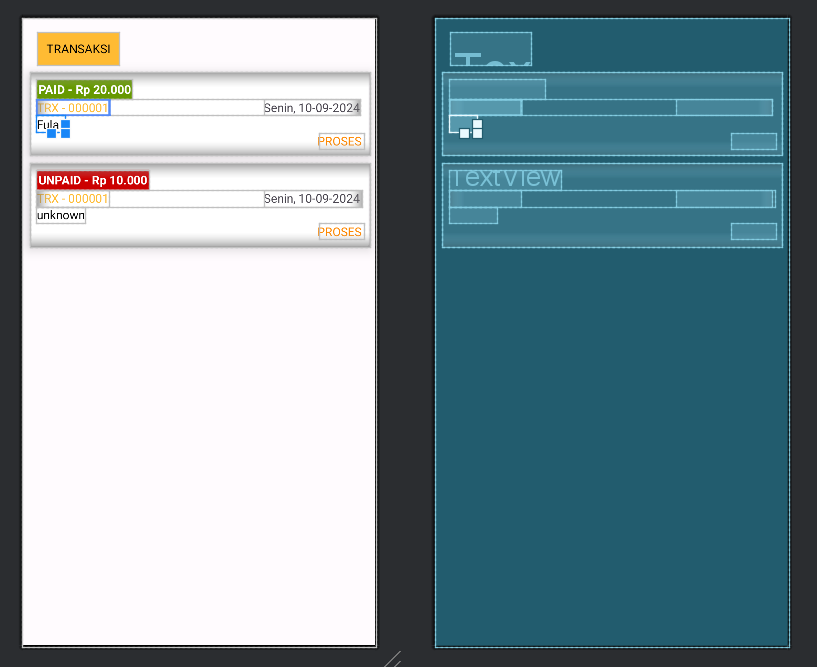 TRANSAKSI
PAID - Rp 20.000
TRX - 000001 Senin, 10-09-2024
Fula
PROSES
UNPAID - Rp 10.000
TRX - 000001 Senin, 10-09-2024
unknown
PROSES
Tex
TextView